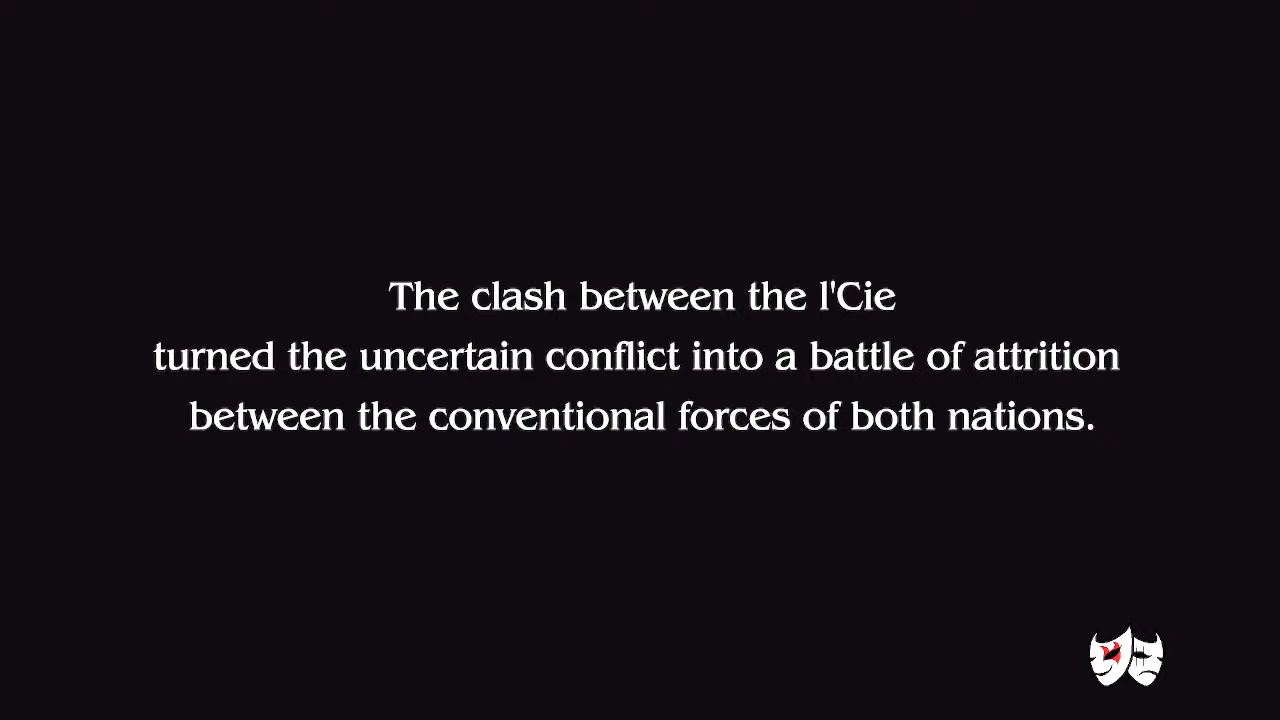 The clash between the l'Cie
turned the uncertain conflict into a battle of attrition
between the conventional forces of both nations.